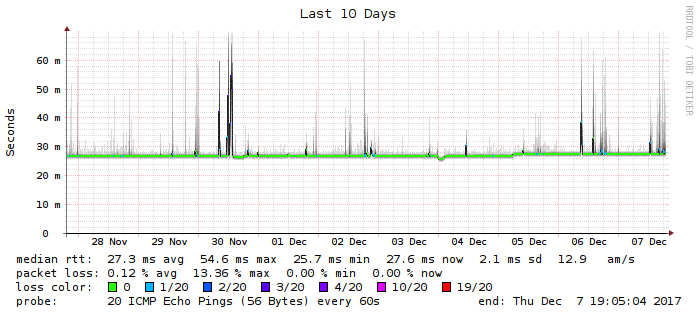 Last 10 Days
RRDTOOL / TOBI OETIKER
Seconds
60 m
50 m
40 m
30 m
20 m
10 m
0
28 Nov 29 Nov 30 Nov 01 Dec 02 Dec 03 Dec 04 Dec 05 Dec 06 Dec 07 Dec
median rtt: 27.3 ms avg 54.6 ms max 25.7 ms min 27.6 ms now 2.1 ms sd 12.9 am/s
packet loss: 0.12 % avg 13.36 % max 0.00 % min 0.00 % now
loss color: 0 1/20 2/20 3/20 4/20 10/20 19/20
probe: 20 ICMP Echo Pings (56 Bytes) every 60s end: Thu Dec 7 19:05:04 2017